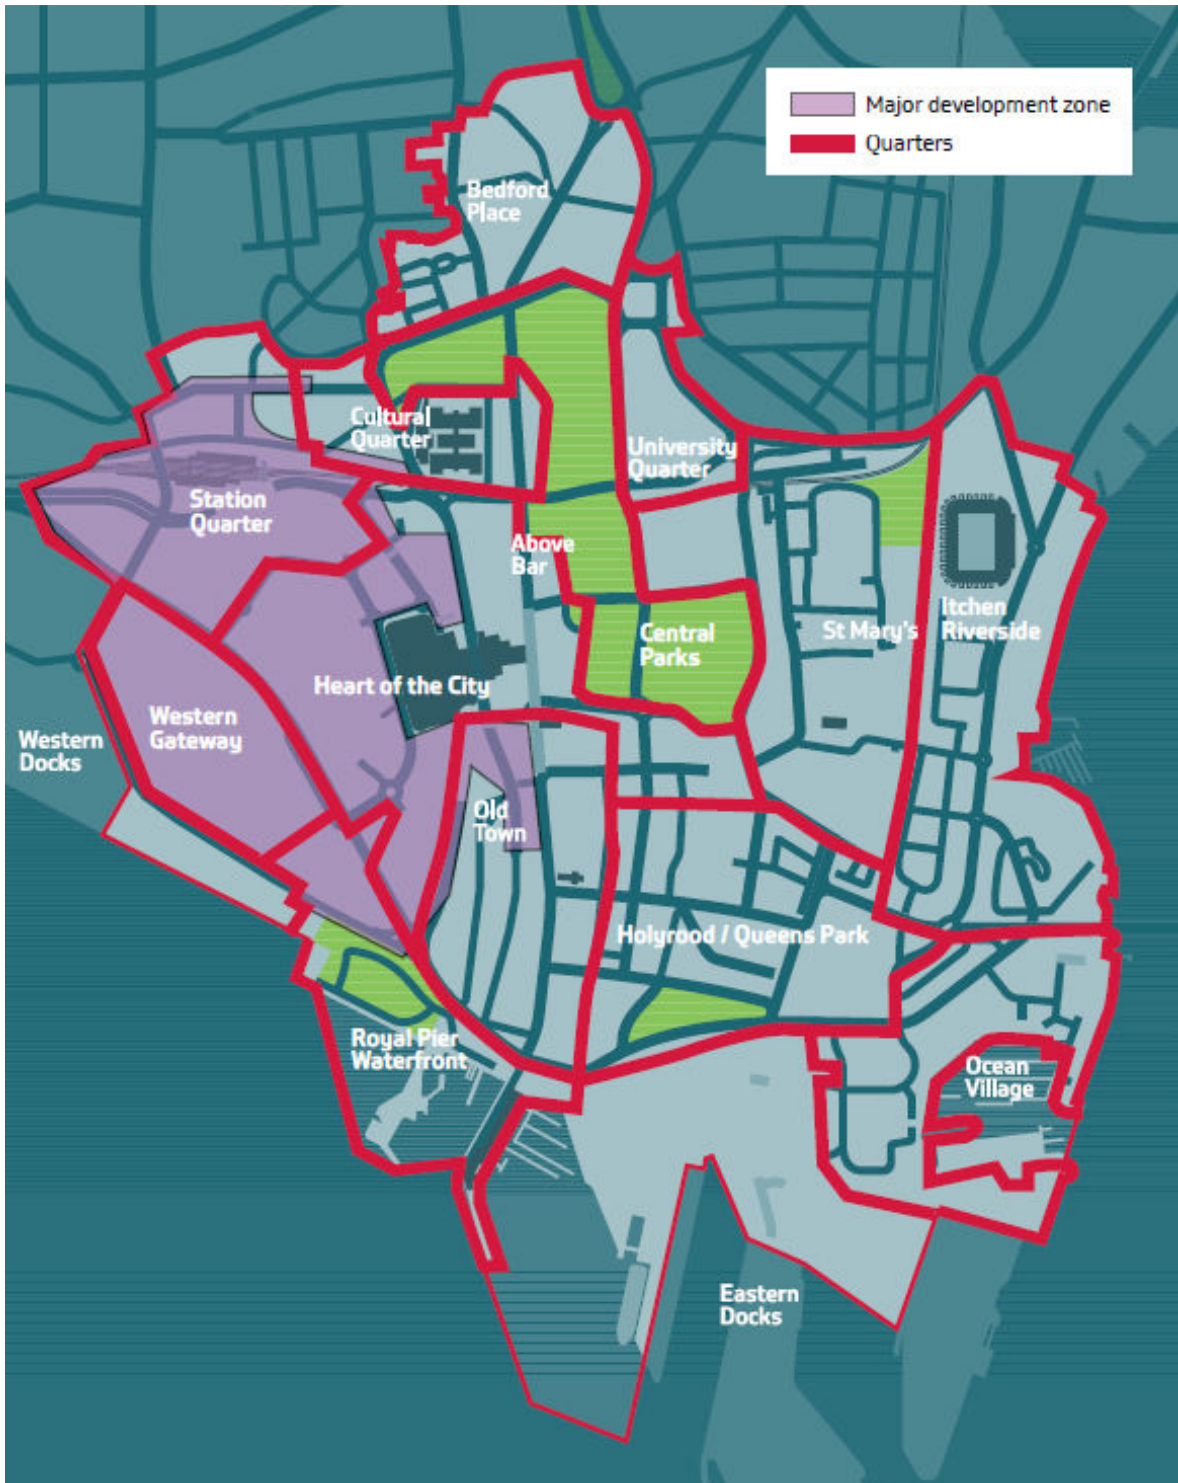 Major development zone
Quarters
Bedford
Place
Cultural
Quarter
University
Quarter
Station
Quarter
Above
Bar
Central
Parks
St Mary's
Itchen
Riverside
Heart of the City
Western
Gateway
Western
Docks
Old
Town
Holyrood / Queens Park
Royal Pier
Waterfront
Ocean
Village
Eastern
Docks